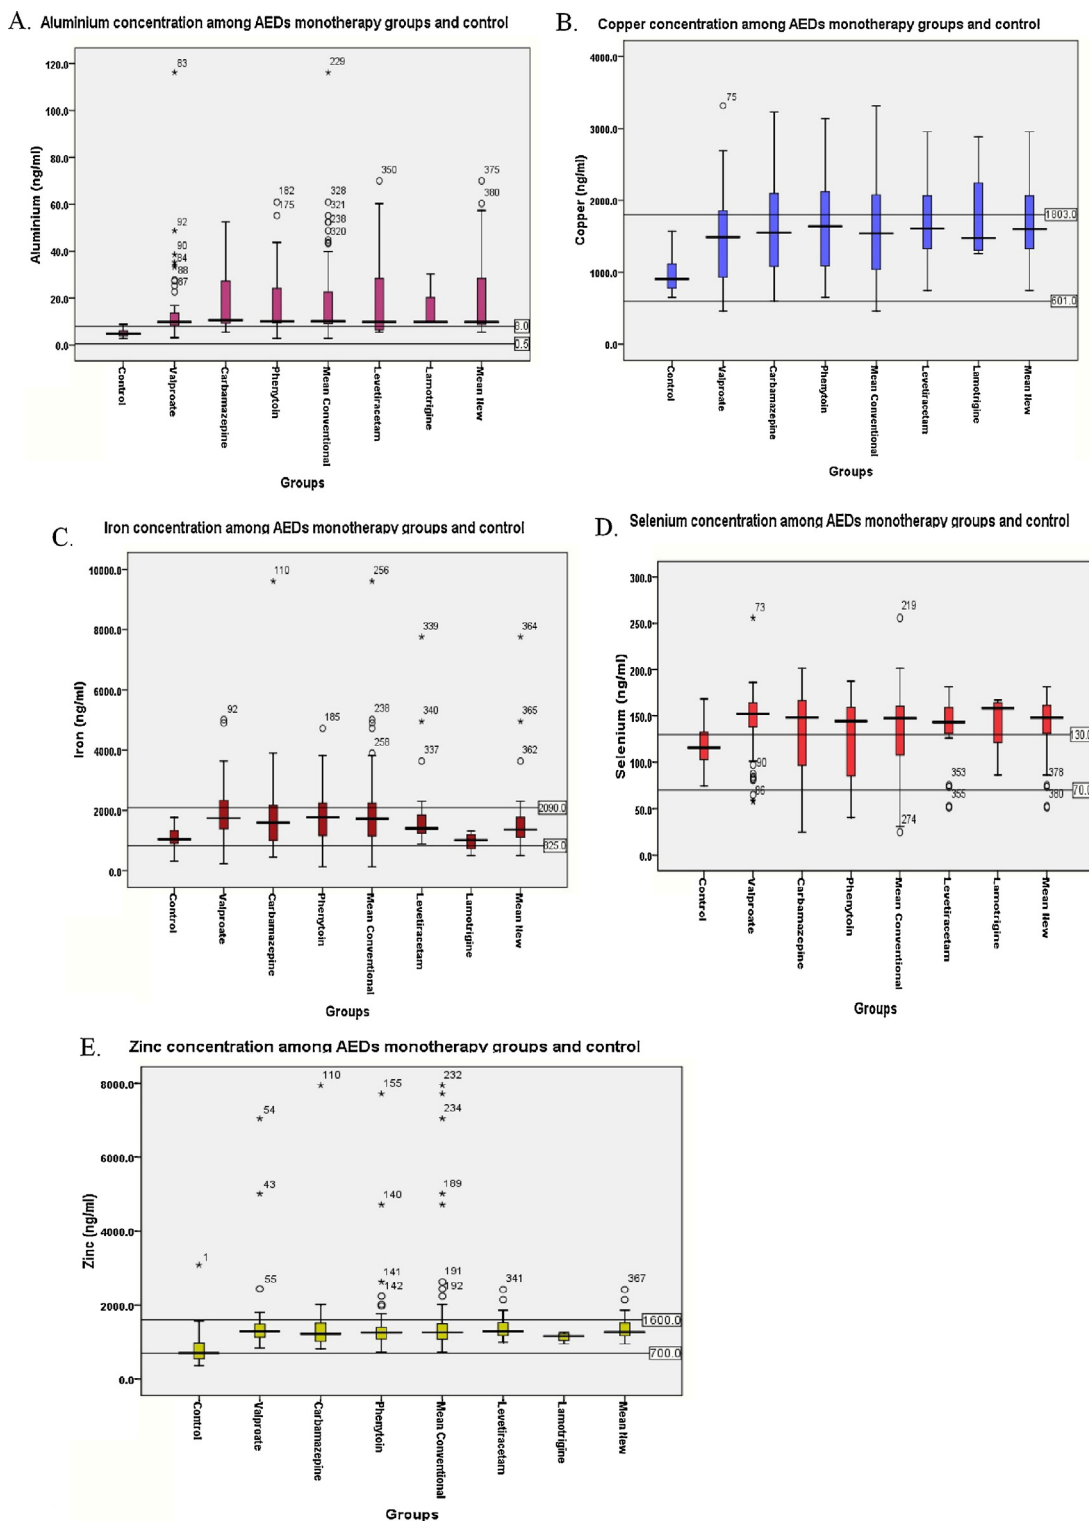 A. Aluminium concentration among AEDs monotherapy groups and control
120.0
100.0
80.0
60.0
40.0
20.0
0.0
Aluminium (ng/ml)
83
92
90
84
88
87
182
175
229
328
321
238
320
350
375
380
8.0
0.5
Control
Valproate
Carbamazepine
Phenytoin
Mean Conventional
Levetiracetam
Lamotrigine
Mean New
Groups
B. Copper concentration among AEDs monotherapy groups and control
4000.0
3000.0
2000.0
1000.0
0.0
Copper (ng/ml)
75
1803.0
601.0
Control
Valproate
Carbamazepine
Phenytoin
Mean Conventional
Levetiracetam
Lamotrigine
Mean New
Groups
C. Iron concentration among AEDs monotherapy groups and control
10000.0
8000.0
6000.0
4000.0
2000.0
0.0
Iron (ng/ml)
92
110
185
256
238
258
339
340
337
364
365
362
2090.0
825.0
Control
Valproate
Carbamazepine
Phenytoin
Mean Conventional
Levetiracetam
Lamotrigine
Mean New
Groups
D. Selenium concentration among AEDs monotherapy groups and control
300.0
250.0
200.0
150.0
100.0
50.0
0.0
Selenium (ng/ml)
73
90
86
219
274
353
355
378
380
130.0
70.0
Control
Valproate
Carbamazepine
Phenytoin
Mean Conventional
Levetiracetam
Lamotrigine
Mean New
Groups
E. Zinc concentration among AEDs monotherapy groups and control
8000.0
6000.0
4000.0
2000.0
0.0
Zinc (ng/ml)
1
54
43
55
110
155
140
141
142
232
234
189
191
192
341
367
1600.0
700.0
Control
Valproate
Carbamazepine
Phenytoin
Mean Conventional
Levetiracetam
Lamotrigine
Mean New
Groups